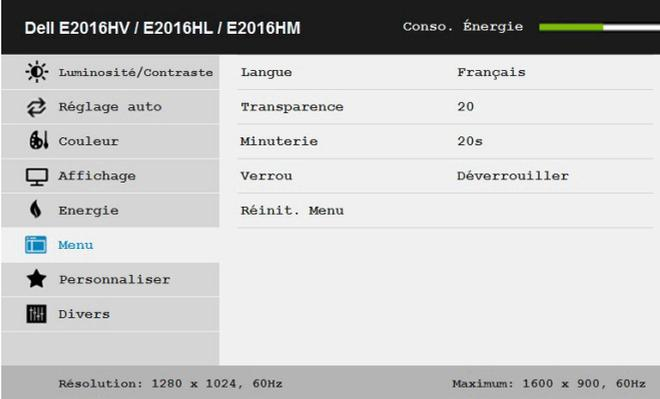 Dell E2016HV / E2016HL / E2016HM Conso. Énergie
Luminosité/Contraste Langue Français
Réglage auto Transparence 20
Couleur Minuterie 20s
Affichage Verrou Déverrouiller
Energie Réinit. Menu
Menu
Personnaliser
Divers
Résolution: 1280 x 1024, 60Hz Maximum: 1600 x 900, 60Hz